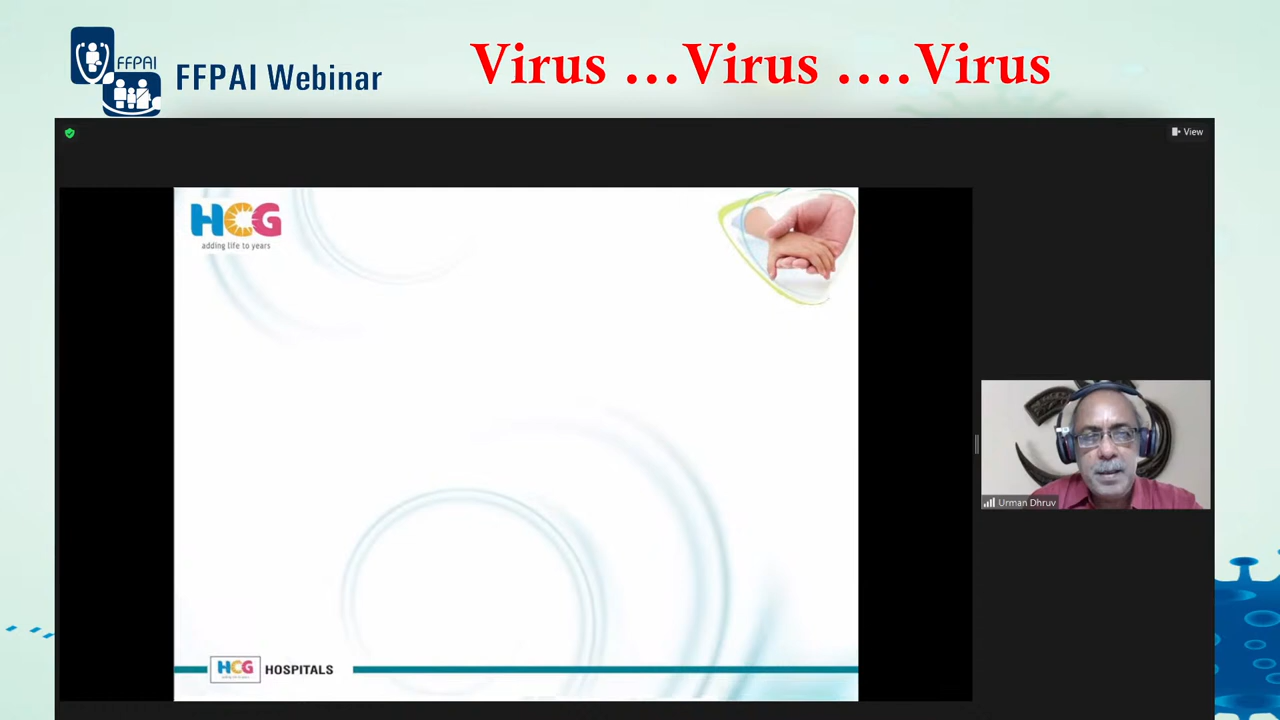 FFPAI
FFPAI Webinar
Virus ...Virus ....Virus
View
HCG
adding life to years
Urman Dhruv
HCG
HOSPITALS